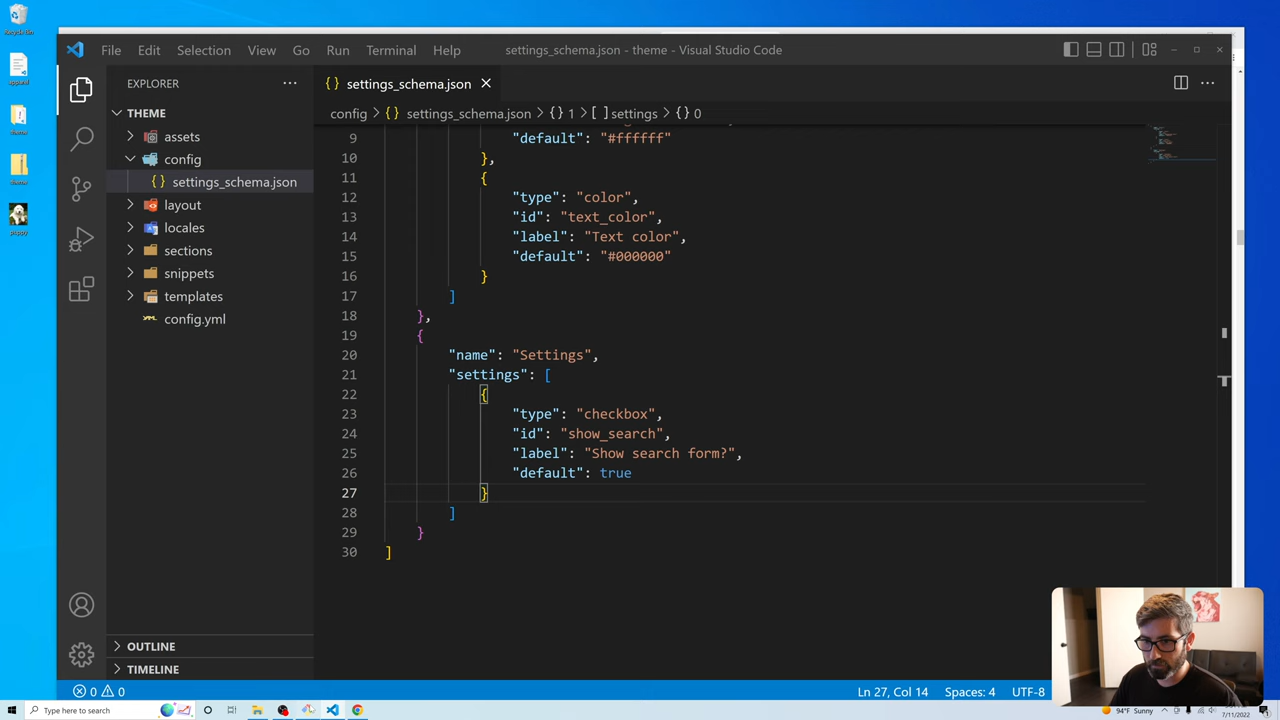 File Edit Selection View Go Run Terminal Help settings_schema.json - theme - Visual Studio Code
EXPLORER
settings_schema.json
THEME
config > settings_schema.json > {} 1 > [ ] settings > {} 0
assets
config
settings_schema.json
layout
locales
sections
snippets
templates
config.yml
9 "default": "#ffffff"
10 },
11 {
12 "type": "color",
13 "id": "text_color",
14 "label": "Text color",
15 "default": "#000000"
16 }
17 ]
18 },
19 {
20 "name": "Settings",
21 "settings": [
22 {
23 "type": "checkbox",
24 "id": "show_search",
25 "label": "Show search form?",
26 "default": true
27 }
28 ]
29 }
30 ]
OUTLINE
TIMELINE
0 0 Ln 27, Col 14 Spaces: 4 UTF-8
Type here to search 94°F Sunny 7/11/2022